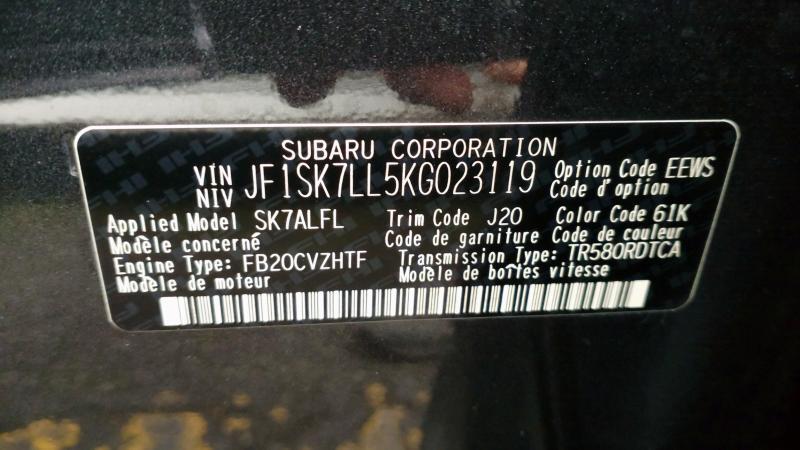 SUBARU CORPORATION
VIN NIV JF1SK7LL5KG023119 Option Code EEWS
Code d'option
Applied Model SK7ALFL Trim Code J20 Color Code 61K
Modèle concerné Code de garniture Code de couleur
Engine Type: FB20CVZHTF Transmission Type: TR580RDTCA
Modèle de moteur Modèle de boîtes vitesse